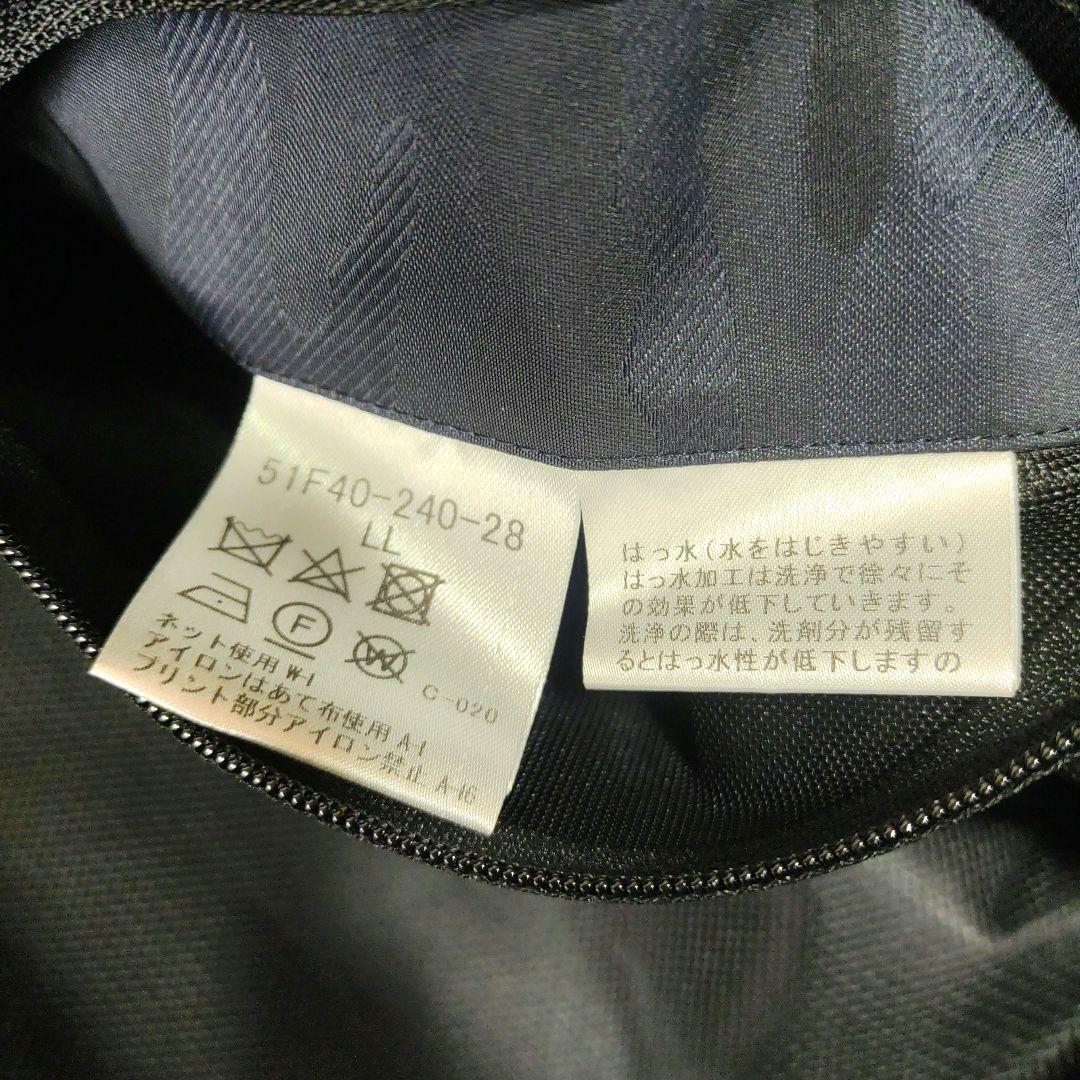 51F40-240-28
LL
F
W
ネット使用 W-1
アイロンはあて布使用 A-1
プリント部分アイロン禁止 A-16
C-020
はっ水(水をはじきやすい)
はっ水加工は洗浄で徐々にそ
の効果が低下していきます。
洗浄の際は、洗剤分が残留す
るとはっ水性が低下しますの